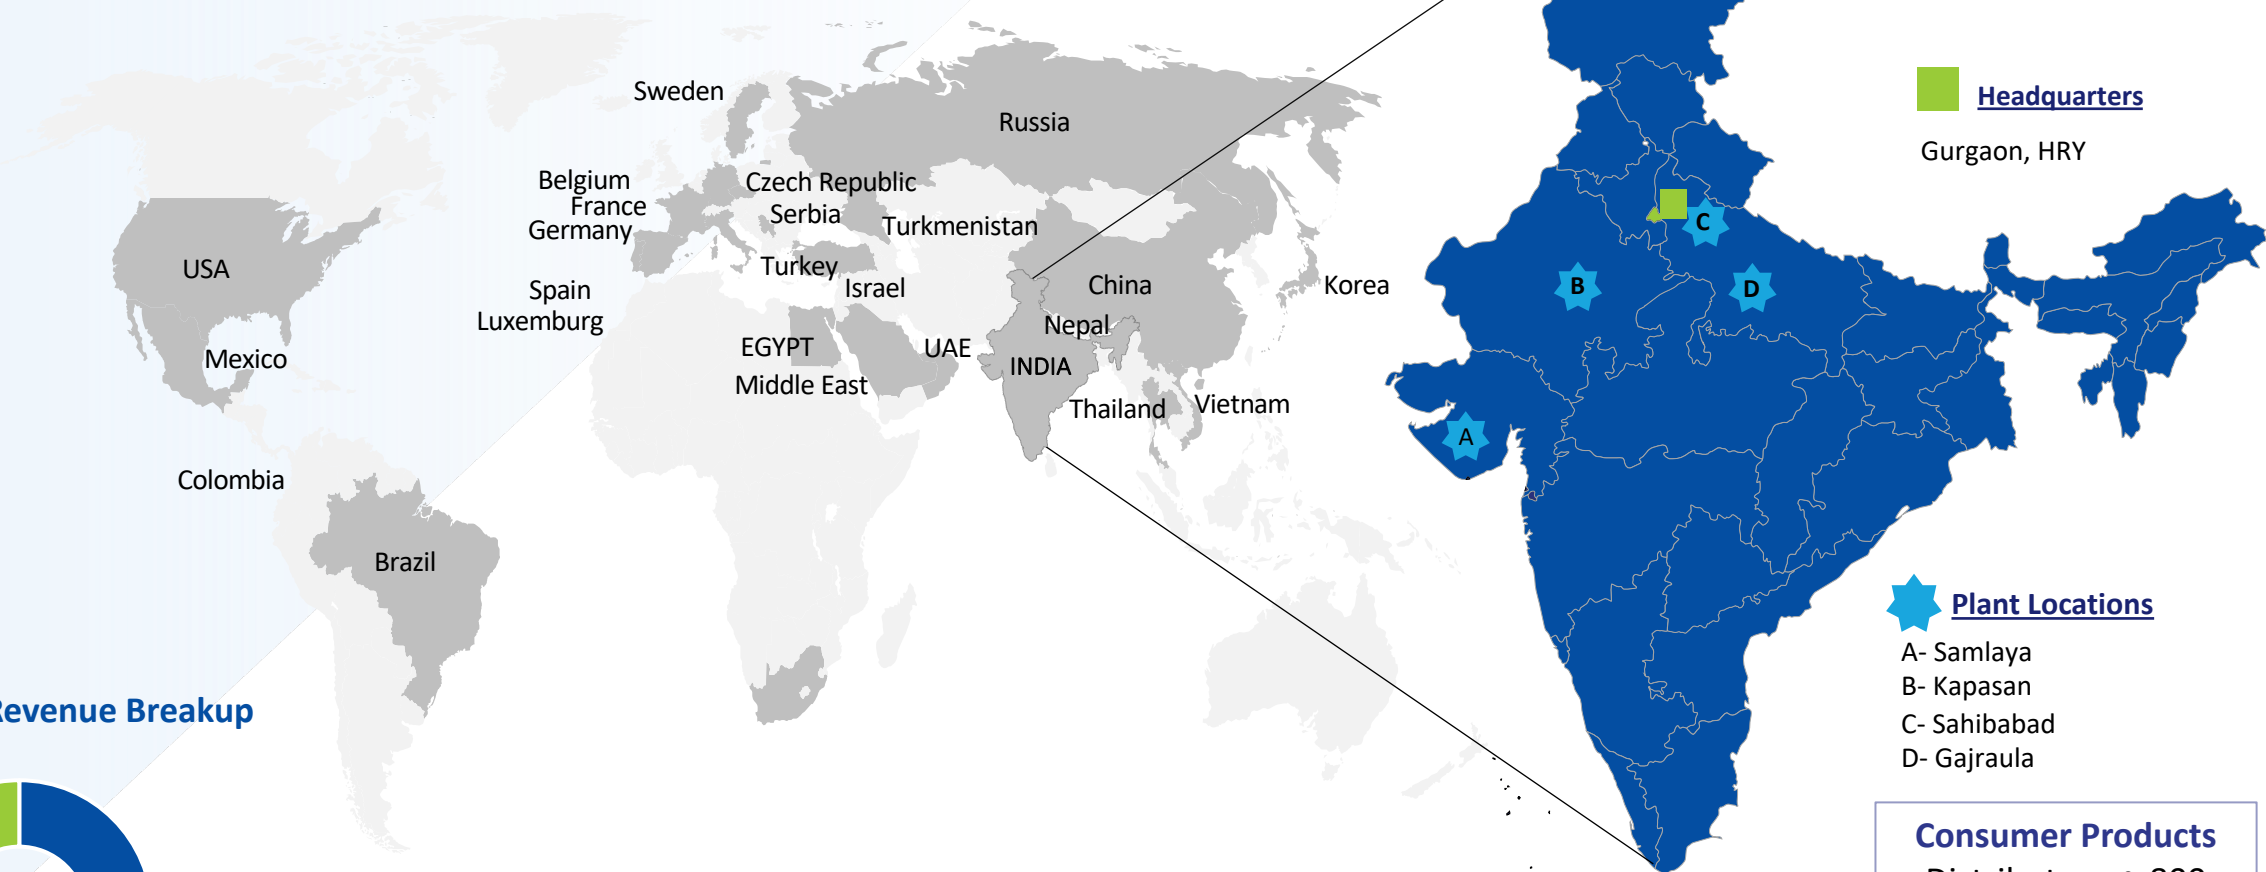 Sweden
Russia
Belgium
France
Germany
Czech Republic
Serbia
Turkmenistan
USA
Turkey
Israel
China
Korea
Spain
Luxemburg
Nepal
Mexico
EGYPT
UAE
INDIA
Middle East
Thailand
Vietnam
Colombia
Brazil
Revenue Breakup
C
B
D
A
Headquarters
Gurgaon, HRY
Plant Locations
A- Samlaya
B- Kapasan
C- Sahibabad
D- Gajraula
Consumer Products